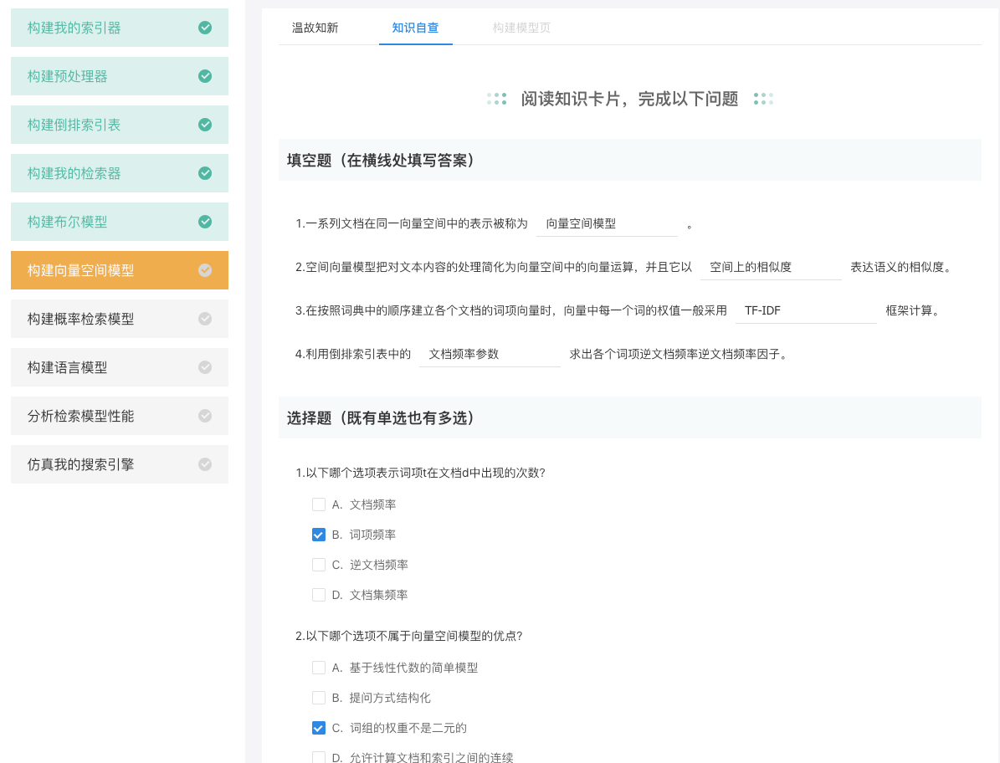 构建我的索引器
构建预处理器
构建倒排索引表
构建我的检索器
构建布尔模型
构建向量空间模型
构建概率检索模型
构建语言模型
分析检索模型性能
仿真我的搜索引擎
温故知新 知识自查 构建模型页
阅读知识卡片，完成以下问题
填空题（在横线处填写答案）
1.一系列文档在同一向量空间中的表示被称为 向量空间模型 。
2.空间向量模型把对文本内容的处理简化为向量空间中的向量运算，并且它以 空间上的相似度 表达语义的相似度。
3.在按照词典中的顺序建立各个文档的词项向量时，向量中每一个词的权值一般采用 TF-IDF 框架计算。
4.利用倒排索引表中的 文档频率参数 求出各个词项逆文档频率逆文档频率因子。
选择题（既有单选也有多选）
1.以下哪个选项表示词项t在文档d中出现的次数?
A. 文档频率
B. 词项频率
C. 逆文档频率
D. 文档集频率
2.以下哪个选项不属于向量空间模型的优点?
A. 基于线性代数的简单模型
B. 提问方式结构化
C. 词组的权重不是二元的
D. 允许计算文档和索引之间的连续